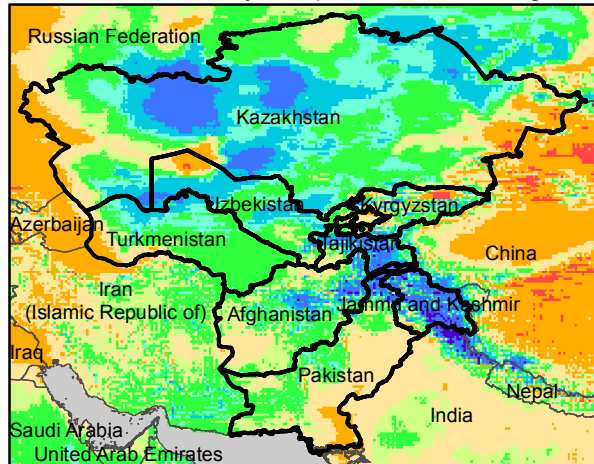 Russian Federation
Kazakhstan
Uzbekistan
Kyrgyzstan
Azerbaijan
Turkmenistan
Tajikistan
China
Iran
(Islamic Republic of)
Afghanistan
Jammu and Kashmir
Iraq
Pakistan
Nepal
India
Saudi Arabia
United Arab Emirates